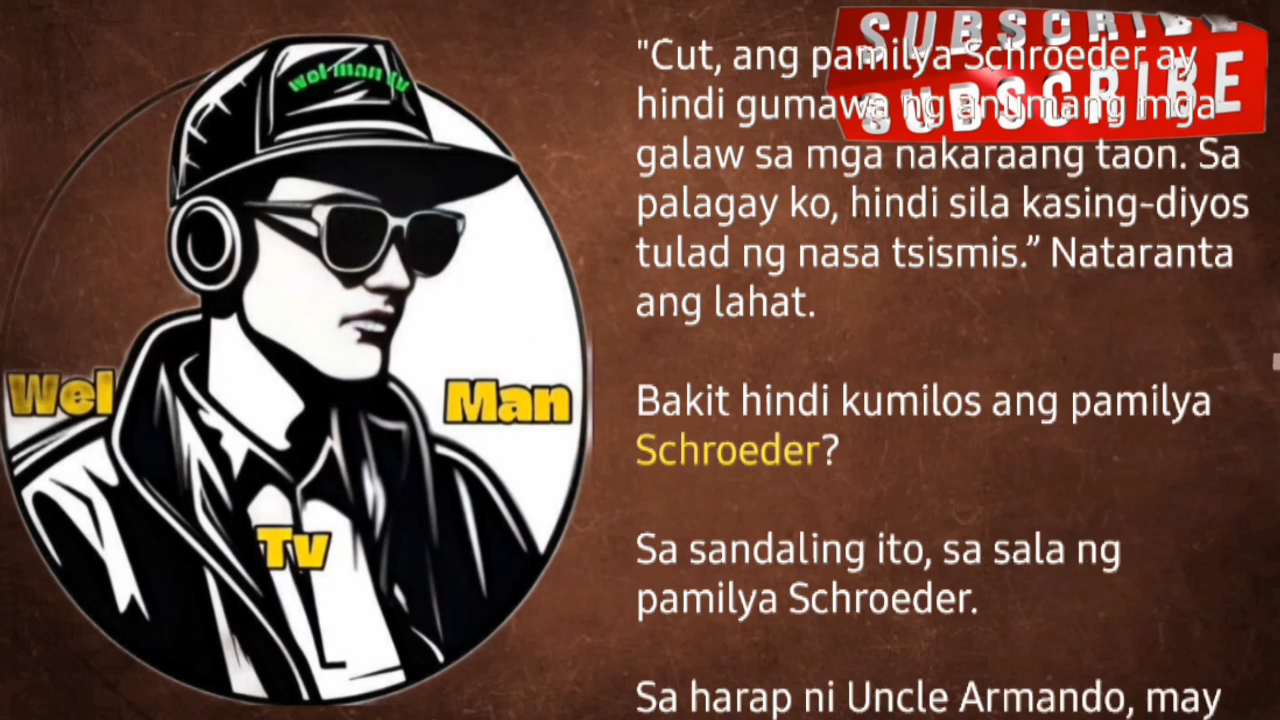 wel man tv
Wel
Man
Tv
SUBSCRIBE
SUBSCRIBE
"Cut, ang pamilya Schroeder ay
hindi gumawa ng anumang mga
galaw sa mga nakaraang taon. Sa
palagay ko, hindi sila kasing-diyos
tulad ng nasa tsismis.” Nataranta
ang lahat.
Bakit hindi kumilos ang pamilya
Schroeder?
Sa sandaling ito, sa sala ng
pamilya Schroeder.
Sa harap ni Uncle Armando, may